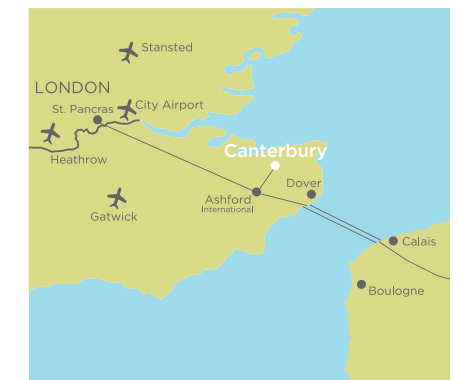 Stansted
LONDON
St. Pancras
City Airport
Heathrow
Canterbury
Dover
Ashford
International
Gatwick
Calais
Boulogne